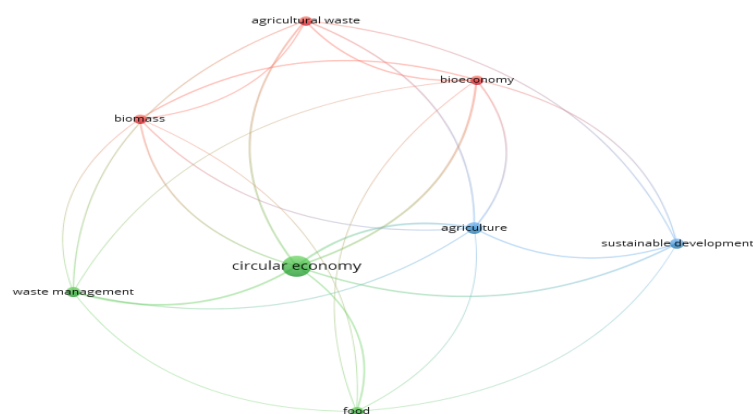 agricultural waste
bioeconomy
biomass
agriculture
sustainable development
circular economy
waste management
food